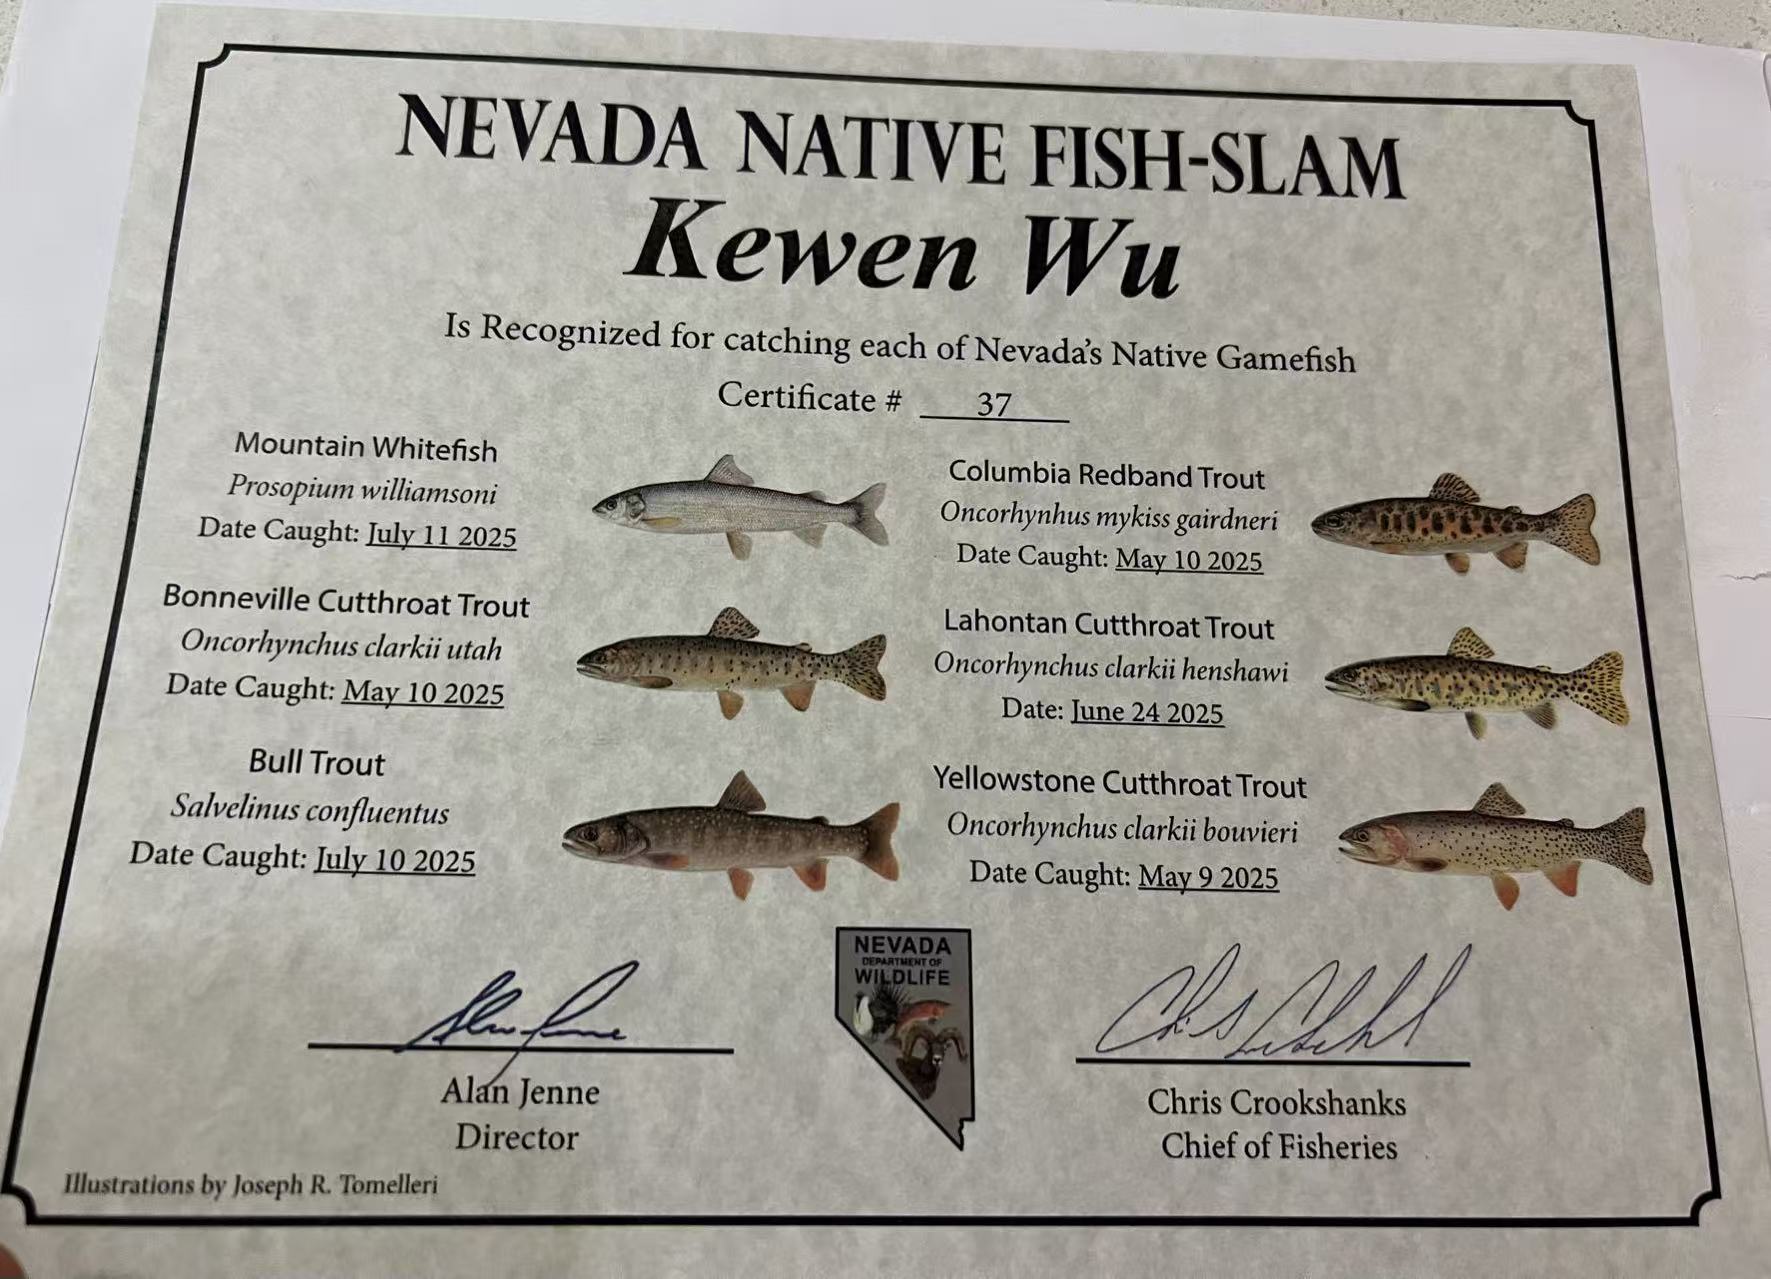 NEVADA NATIVE FISH-SLAM
Kewen Wu
Is Recognized for catching each of Nevada's Native Gamefish
Certificate # 37
Mountain Whitefish
Prosopium williamsoni
Date Caught: July 11 2025
Columbia Redband Trout
Oncorhynhus mykiss gairdneri
Date Caught: May 10 2025
Bonneville Cutthroat Trout
Oncorhynchus clarkii utah
Date Caught: May 10 2025
Lahontan Cutthroat Trout
Oncorhynchus clarkii henshawi
Date: June 24 2025
Bull Trout
Salvelinus confluentus
Date Caught: July 10 2025
Yellowstone Cutthroat Trout
Oncorhynchus clarkii bouvieri
Date Caught: May 9 2025
NEVADA
DEPARTMENT OF
WILDLIFE
Alan Jenne
Director
Chris Crookshanks
Chief of Fisheries
Illustrations by Joseph R. Tomelleri